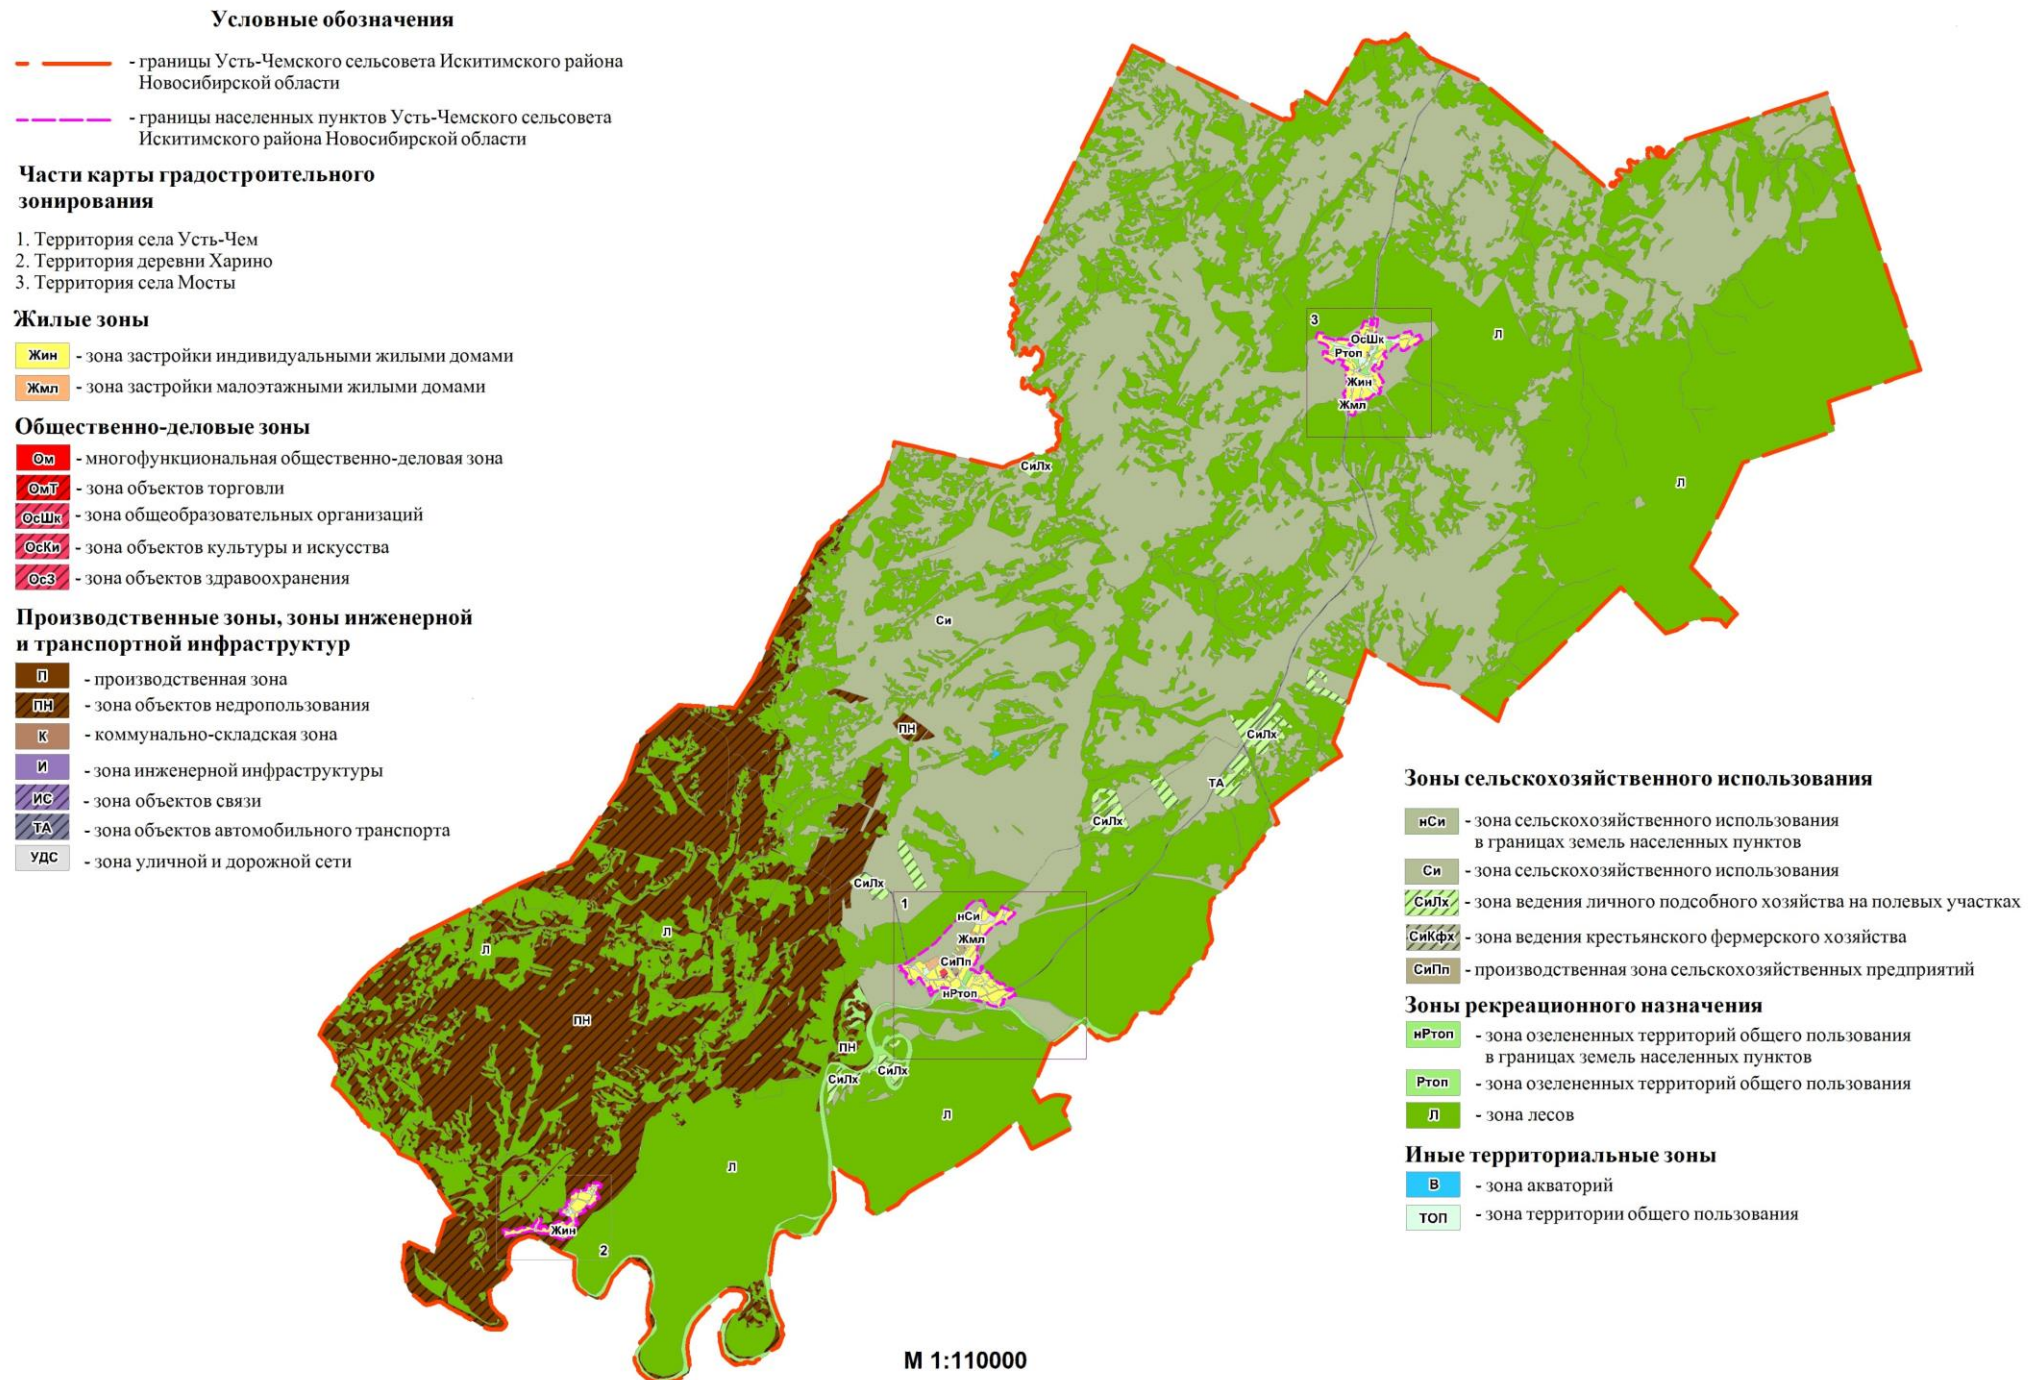 Условные обозначения
- границы Усть-Чемского сельсовета Искитимского района
Новосибирской области
- границы населенных пунктов Усть-Чемского сельсовета
Искитимского района Новосибирской области
Части карты градостроительного
зонирования
1. Территория села Усть-Чем
2. Территория деревни Харино
3. Территория села Мосты
Жилые зоны
Жин - зона застройки индивидуальными жилыми домами
Жмл - зона застройки малоэтажными жилыми домами
Общественно-деловые зоны
Ом - многофункциональная общественно-деловая зона
ОмТ - зона объектов торговли
ОсШк - зона общеобразовательных организаций
ОсКи - зона объектов культуры и искусства
ОсЗ - зона объектов здравоохранения
Производственные зоны, зоны инженерной
и транспортной инфраструктур
П - производственная зона
ПН - зона объектов недропользования
К - коммунально-складская зона
И - зона инженерной инфраструктуры
ИС - зона объектов связи
ТА - зона объектов автомобильного транспорта
УДС - зона уличной и дорожной сети
3
ОсШк
Ртоп
Жин
Жмл
Л
Л
СиЛх
Си
ПН
СиЛх
ТА
СиЛх
СиЛх
1
нСи
Жмл
СиПп
нРтоп
Л
Л
ПН
ПН
СиЛх
СиЛх
Л
Л
Жин
2
М 1:110000
Зоны сельскохозяйственного использования
нСи - зона сельскохозяйственного использования
в границах земель населенных пунктов
Си - зона сельскохозяйственного использования
СиЛх - зона ведения личного подсобного хозяйства на полевых участках
СиКфх - зона ведения крестьянского фермерского хозяйства
СиПп - производственная зона сельскохозяйственных предприятий
Зоны рекреационного назначения
нРтоп - зона озелененных территорий общего пользования
в границах земель населенных пунктов
Ртоп - зона озелененных территорий общего пользования
Л - зона лесов
Иные территориальные зоны
В - зона акваторий
ТОП - зона территории общего пользования